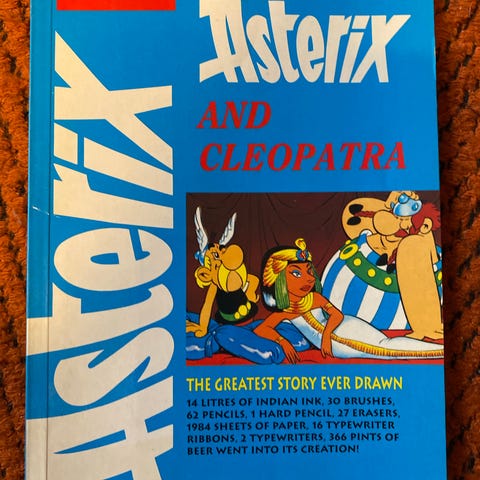 Asterix
Asterix
AND
CLEOPATRA
THE GREATEST STORY EVER DRAWN
14 LITRES OF INDIAN INK, 30 BRUSHES,
62 PENCILS, 1 HARD PENCIL, 27 ERASERS,
1984 SHEETS OF PAPER, 16 TYPEWRITER
RIBBONS, 2 TYPEWRITERS, 366 PINTS OF
BEER WENT INTO ITS CREATION!